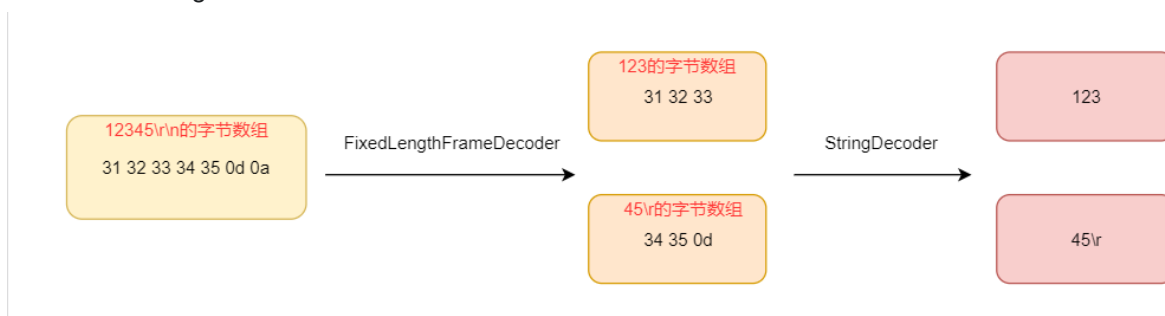 12345\r\n的字节数组
31 32 33 34 35 0d 0a
FixedLengthFrameDecoder
123的字节数组
31 32 33
45\r的字节数组
34 35 0d
StringDecoder
123
45\r